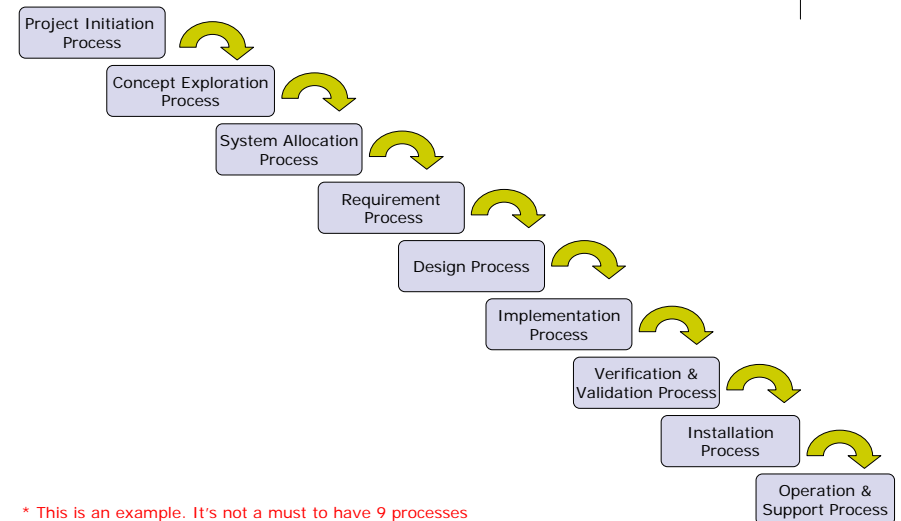 Project Initiation
Process
Concept Exploration
Process
System Allocation
Process
Requirement
Process
Design Process
Implementation
Process
Verification &
Validation Process
Installation
Process
Operation &
Support Process
* This is an example. It's not a must to have 9 processes